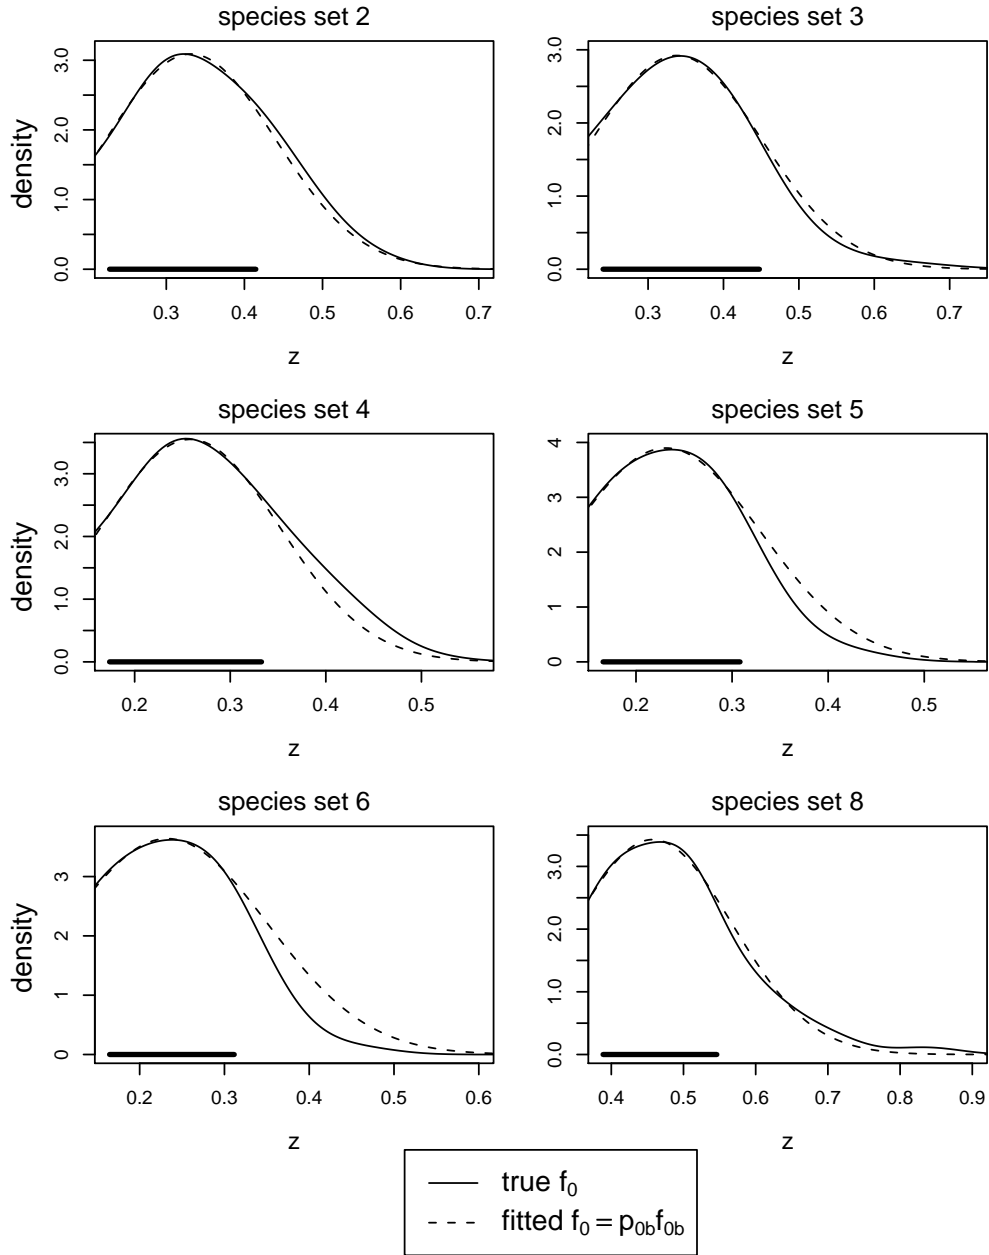 species set 2
species set 3
density
3.0
2.0
1.0
0.0
0.3 0.4 0.5 0.6 0.7
z
3.0
2.0
1.0
0.0
0.3 0.4 0.5 0.6 0.7
z
species set 4
species set 5
density
3.0
2.0
1.0
0.0
0.2 0.3 0.4 0.5
z
4
3
2
1
0
0.2 0.3 0.4 0.5
z
species set 6
species set 8
density
3
2
1
0
0.2 0.3 0.4 0.5 0.6
z
3.0
2.0
1.0
0.0
0.4 0.5 0.6 0.7 0.8 0.9
z
true f₀
fitted f₀ = p₀b f₀b